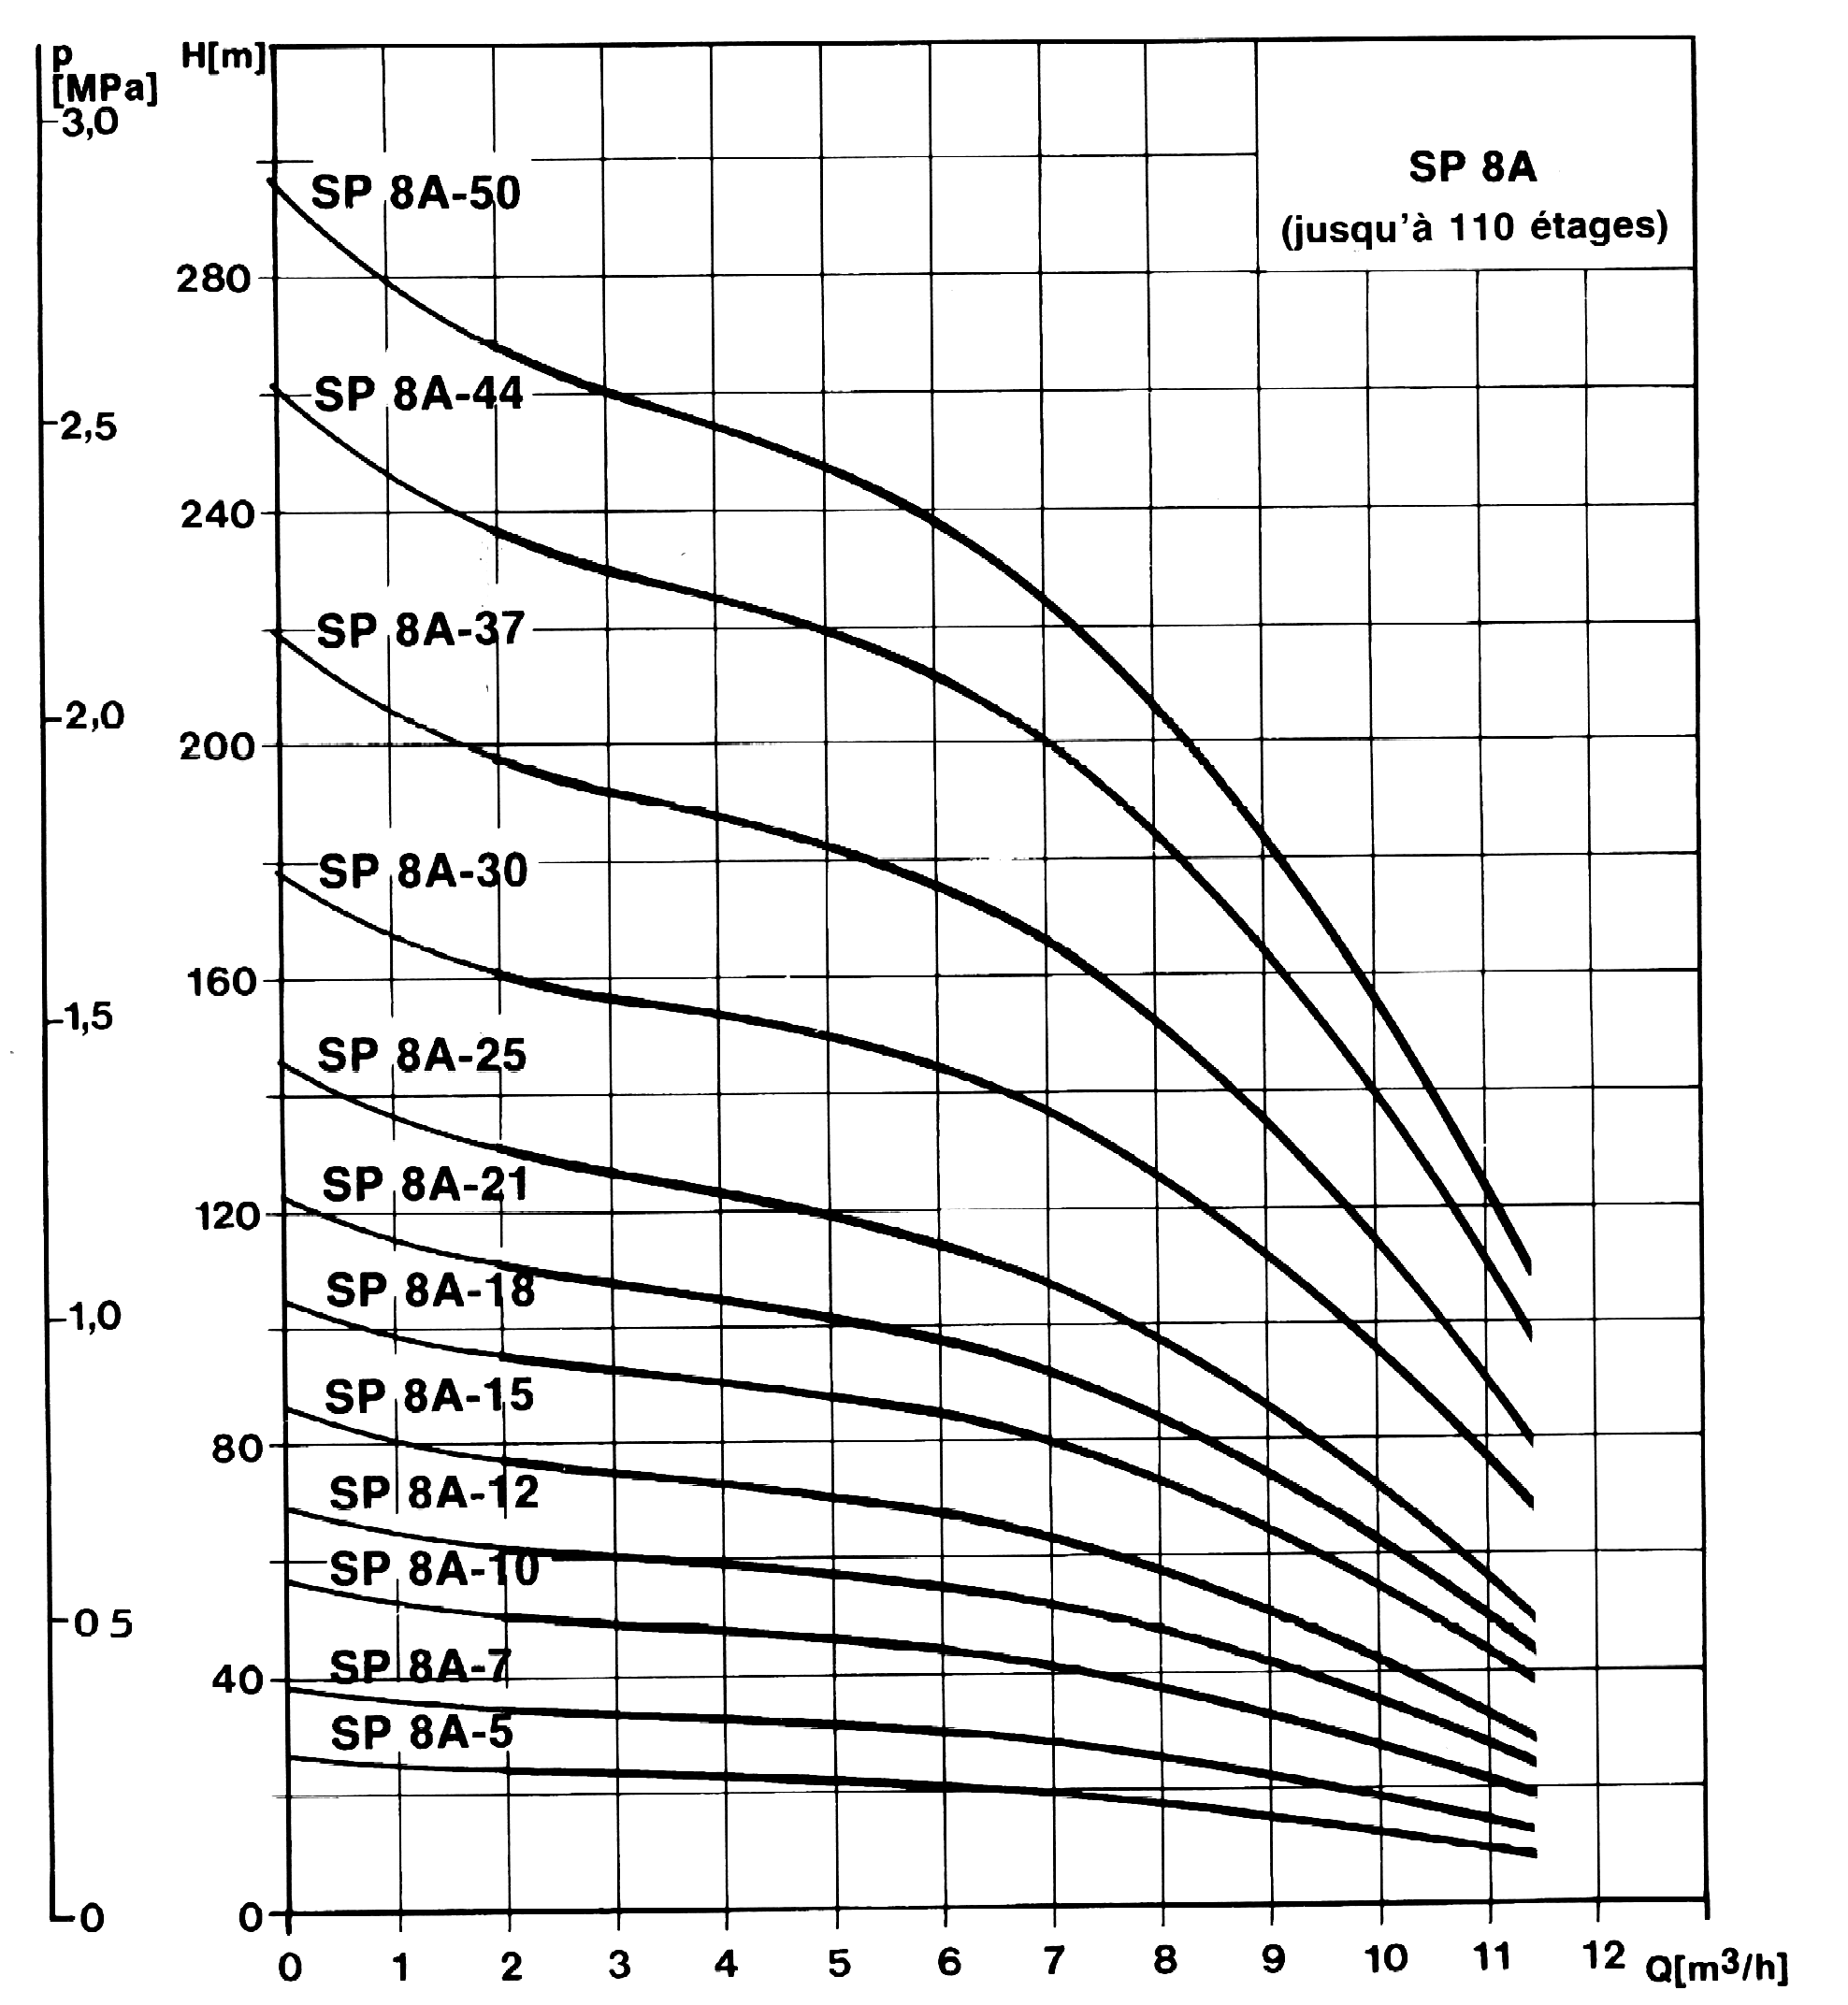 p
[MPa]
H[m]
3,0
SP 8A
(jusqu'à 110 étages)
SP 8A-50
280
SP 8A-44
2,5
240
SP 8A-37
2,0
200
SP 8A-30
160
1,5
SP 8A-25
SP 8A-21
120
SP 8A-18
1,0
SP 8A-15
80
SP 8A-12
SP 8A-10
0 5
SP 8A-7
40
SP 8A-5
0
0
0 1 2 3 4 5 6 7 8 9 10 11 12 Q[m³/h]